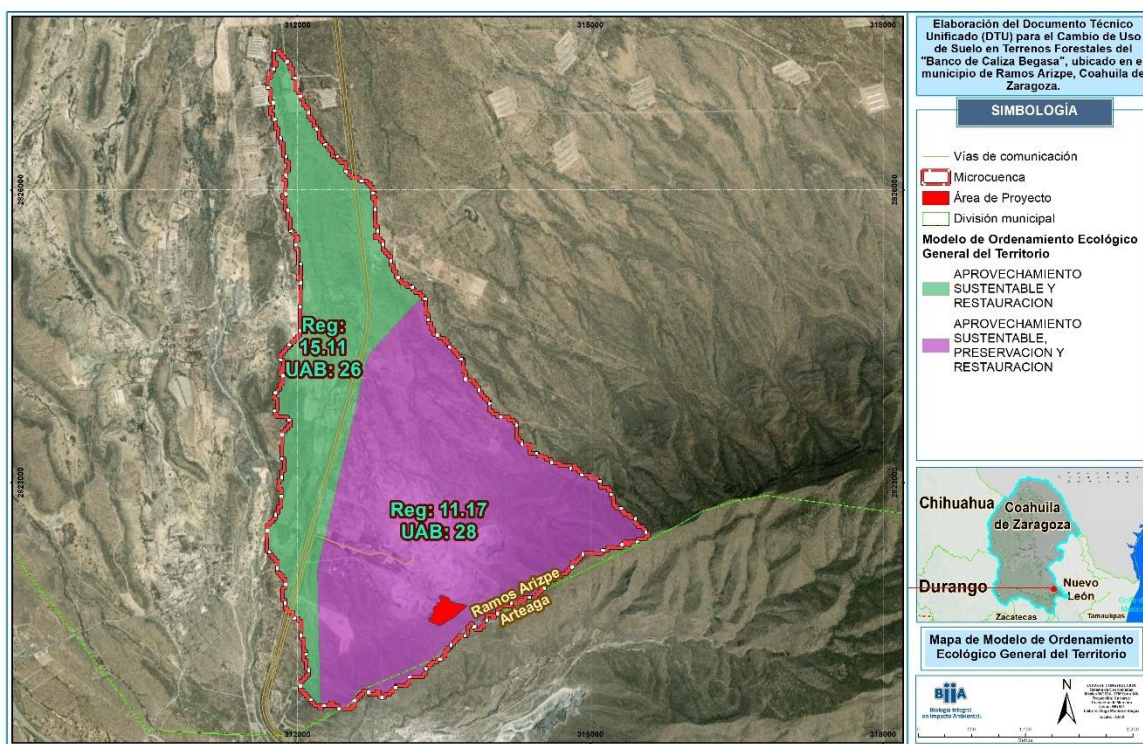 312000
315000
318000
2826000
2826000
2823000
2823000
Reg:
15.11
UAB: 26
Reg: 11.17
UAB: 28
Ramos Arizpe
Arteaga
312000
315000
318000
Elaboración del Documento Técnico
Unificado (DTU) para el Cambio de Uso
de Suelo en Terrenos Forestales del
"Banco de Caliza Begasa", ubicado en e
municipio de Ramos Arizpe, Coahuila de
Zaragoza.
SIMBOLOGÍA
Vías de comunicación
Microcuenca
Área de Proyecto
División municipal
Modelo de Ordenamiento Ecológico
General del Territorio
APROVECHAMIENTO
SUSTENTABLE Y
RESTAURACION
APROVECHAMIENTO
SUSTENTABLE,
PRESERVACION Y
RESTAURACION
Chihuahua
Coahuila
de Zaragoza
Durango
Nuevo
León
Zacatecas
Tamaulipas
Mapa de Modelo de Ordenamiento
Ecológico General del Territorio
BIIA
Biología Integral
en Impacto Ambiental
N